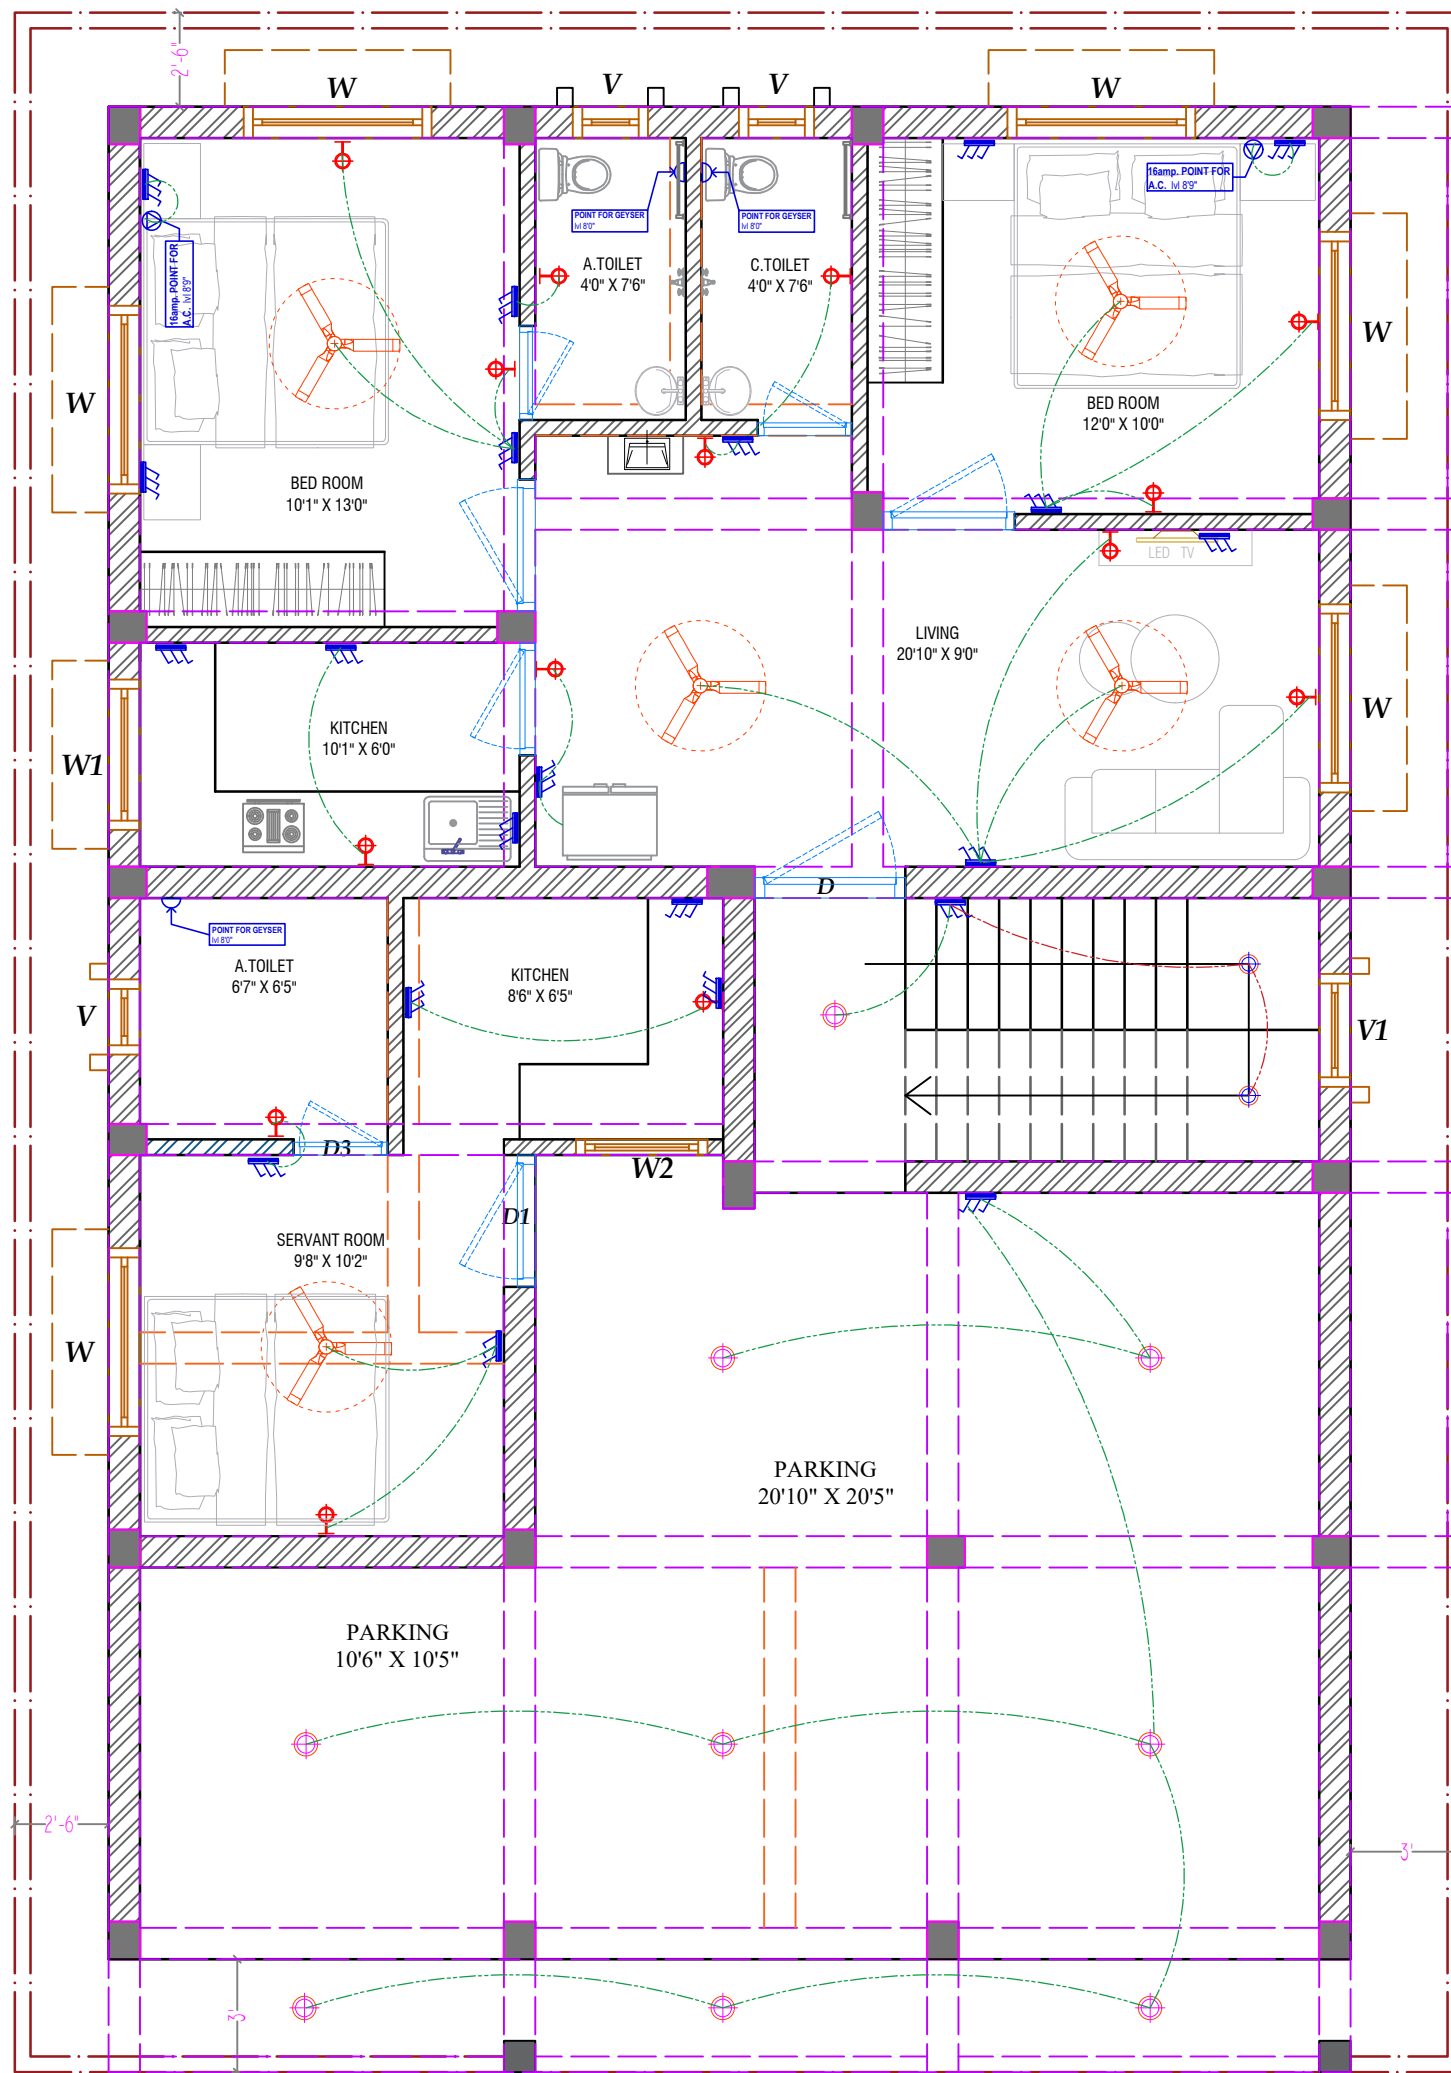 2'-6"
W
V
V
W
16amp. POINT FOR
A.C. lvl 8'9"
POINT FOR GEYSER
lvl 8'0"
POINT FOR GEYSER
lvl 8'0"
16amp. POINT FOR
A.C. lvl 8'9"
A.TOILET
4'0" X 7'6"
C.TOILET
4'0" X 7'6"
W
W
BED ROOM
12'0" X 10'0"
BED ROOM
10'1" X 13'0"
LED TV
LIVING
20'10" X 9'0"
W
KITCHEN
10'1" X 6'0"
W1
D
POINT FOR GEYSER
lvl 8'0"
A.TOILET
6'7" X 6'5"
KITCHEN
8'6" X 6'5"
V
V1
D3
W2
D1
SERVANT ROOM
9'8" X 10'2"
W
PARKING
20'10" X 20'5"
PARKING
10'6" X 10'5"
2'-6"
3'
3'